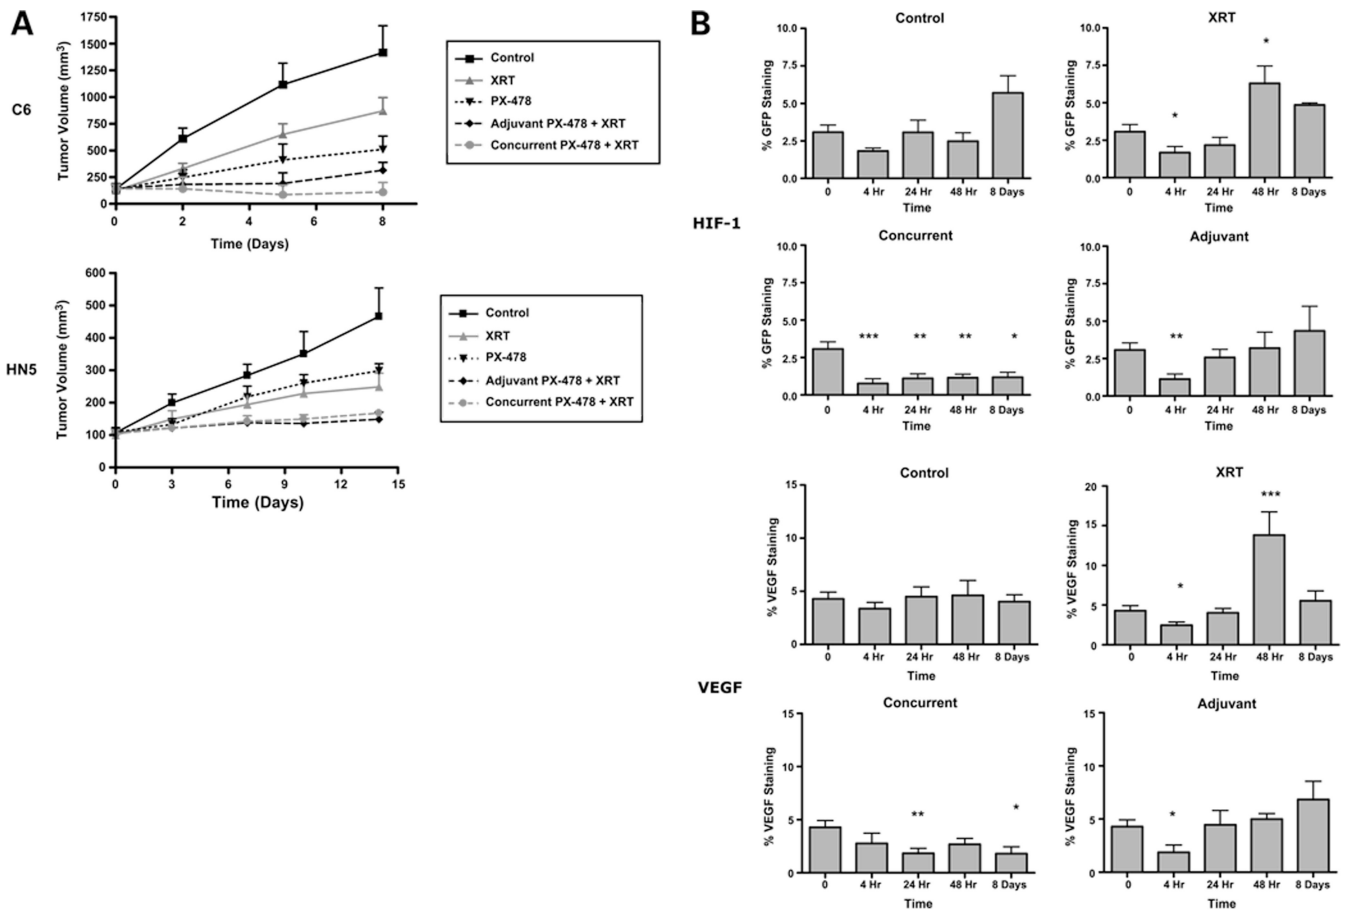 A
C6
Tumor Volume (mm3)
1750
1500
1250
1000
750
500
250
0
0 2 4 6 8
Time (Days)
Control
XRT
PX-478
Adjuvant PX-478 + XRT
Concurrent PX-478 + XRT
HN5
Tumor Volume (mm3)
600
500
400
300
200
100
0
0 3 6 9 12 15
Time (Days)
Control
XRT
PX-478
Adjuvant PX-478 + XRT
Concurrent PX-478 + XRT
B
HIF-1
Control
% GFP Staining
10.0
7.5
5.0
2.5
0.0
0 4 Hr 24 Hr 48 Hr 8 Days
Time
XRT
% GFP Staining
10.0
7.5
5.0
2.5
0.0
* *
0 4 Hr 24 Hr 48 Hr 8 Days
Time
Concurrent
% GFP Staining
10.0
7.5
5.0
2.5
0.0
*** ** ** *
0 4 Hr 24 Hr 48 Hr 8 Days
Time
Adjuvant
% GFP Staining
10.0
7.5
5.0
2.5
0.0
**
0 4 Hr 24 Hr 48 Hr 8 Days
Time
VEGF
Control
% VEGF Staining
15
10
5
0
0 4 Hr 24 Hr 48 Hr 8 Days
Time
XRT
% VEGF Staining
20
15
10
5
0
* ***
0 4 Hr 24 Hr 48 Hr 8 Days
Time
Concurrent
% VEGF Staining
15
10
5
0
** *
0 4 Hr 24 Hr 48 Hr 8 Days
Time
Adjuvant
% VEGF Staining
15
10
5
0
*
0 4 Hr 24 Hr 48 Hr 8 Days
Time